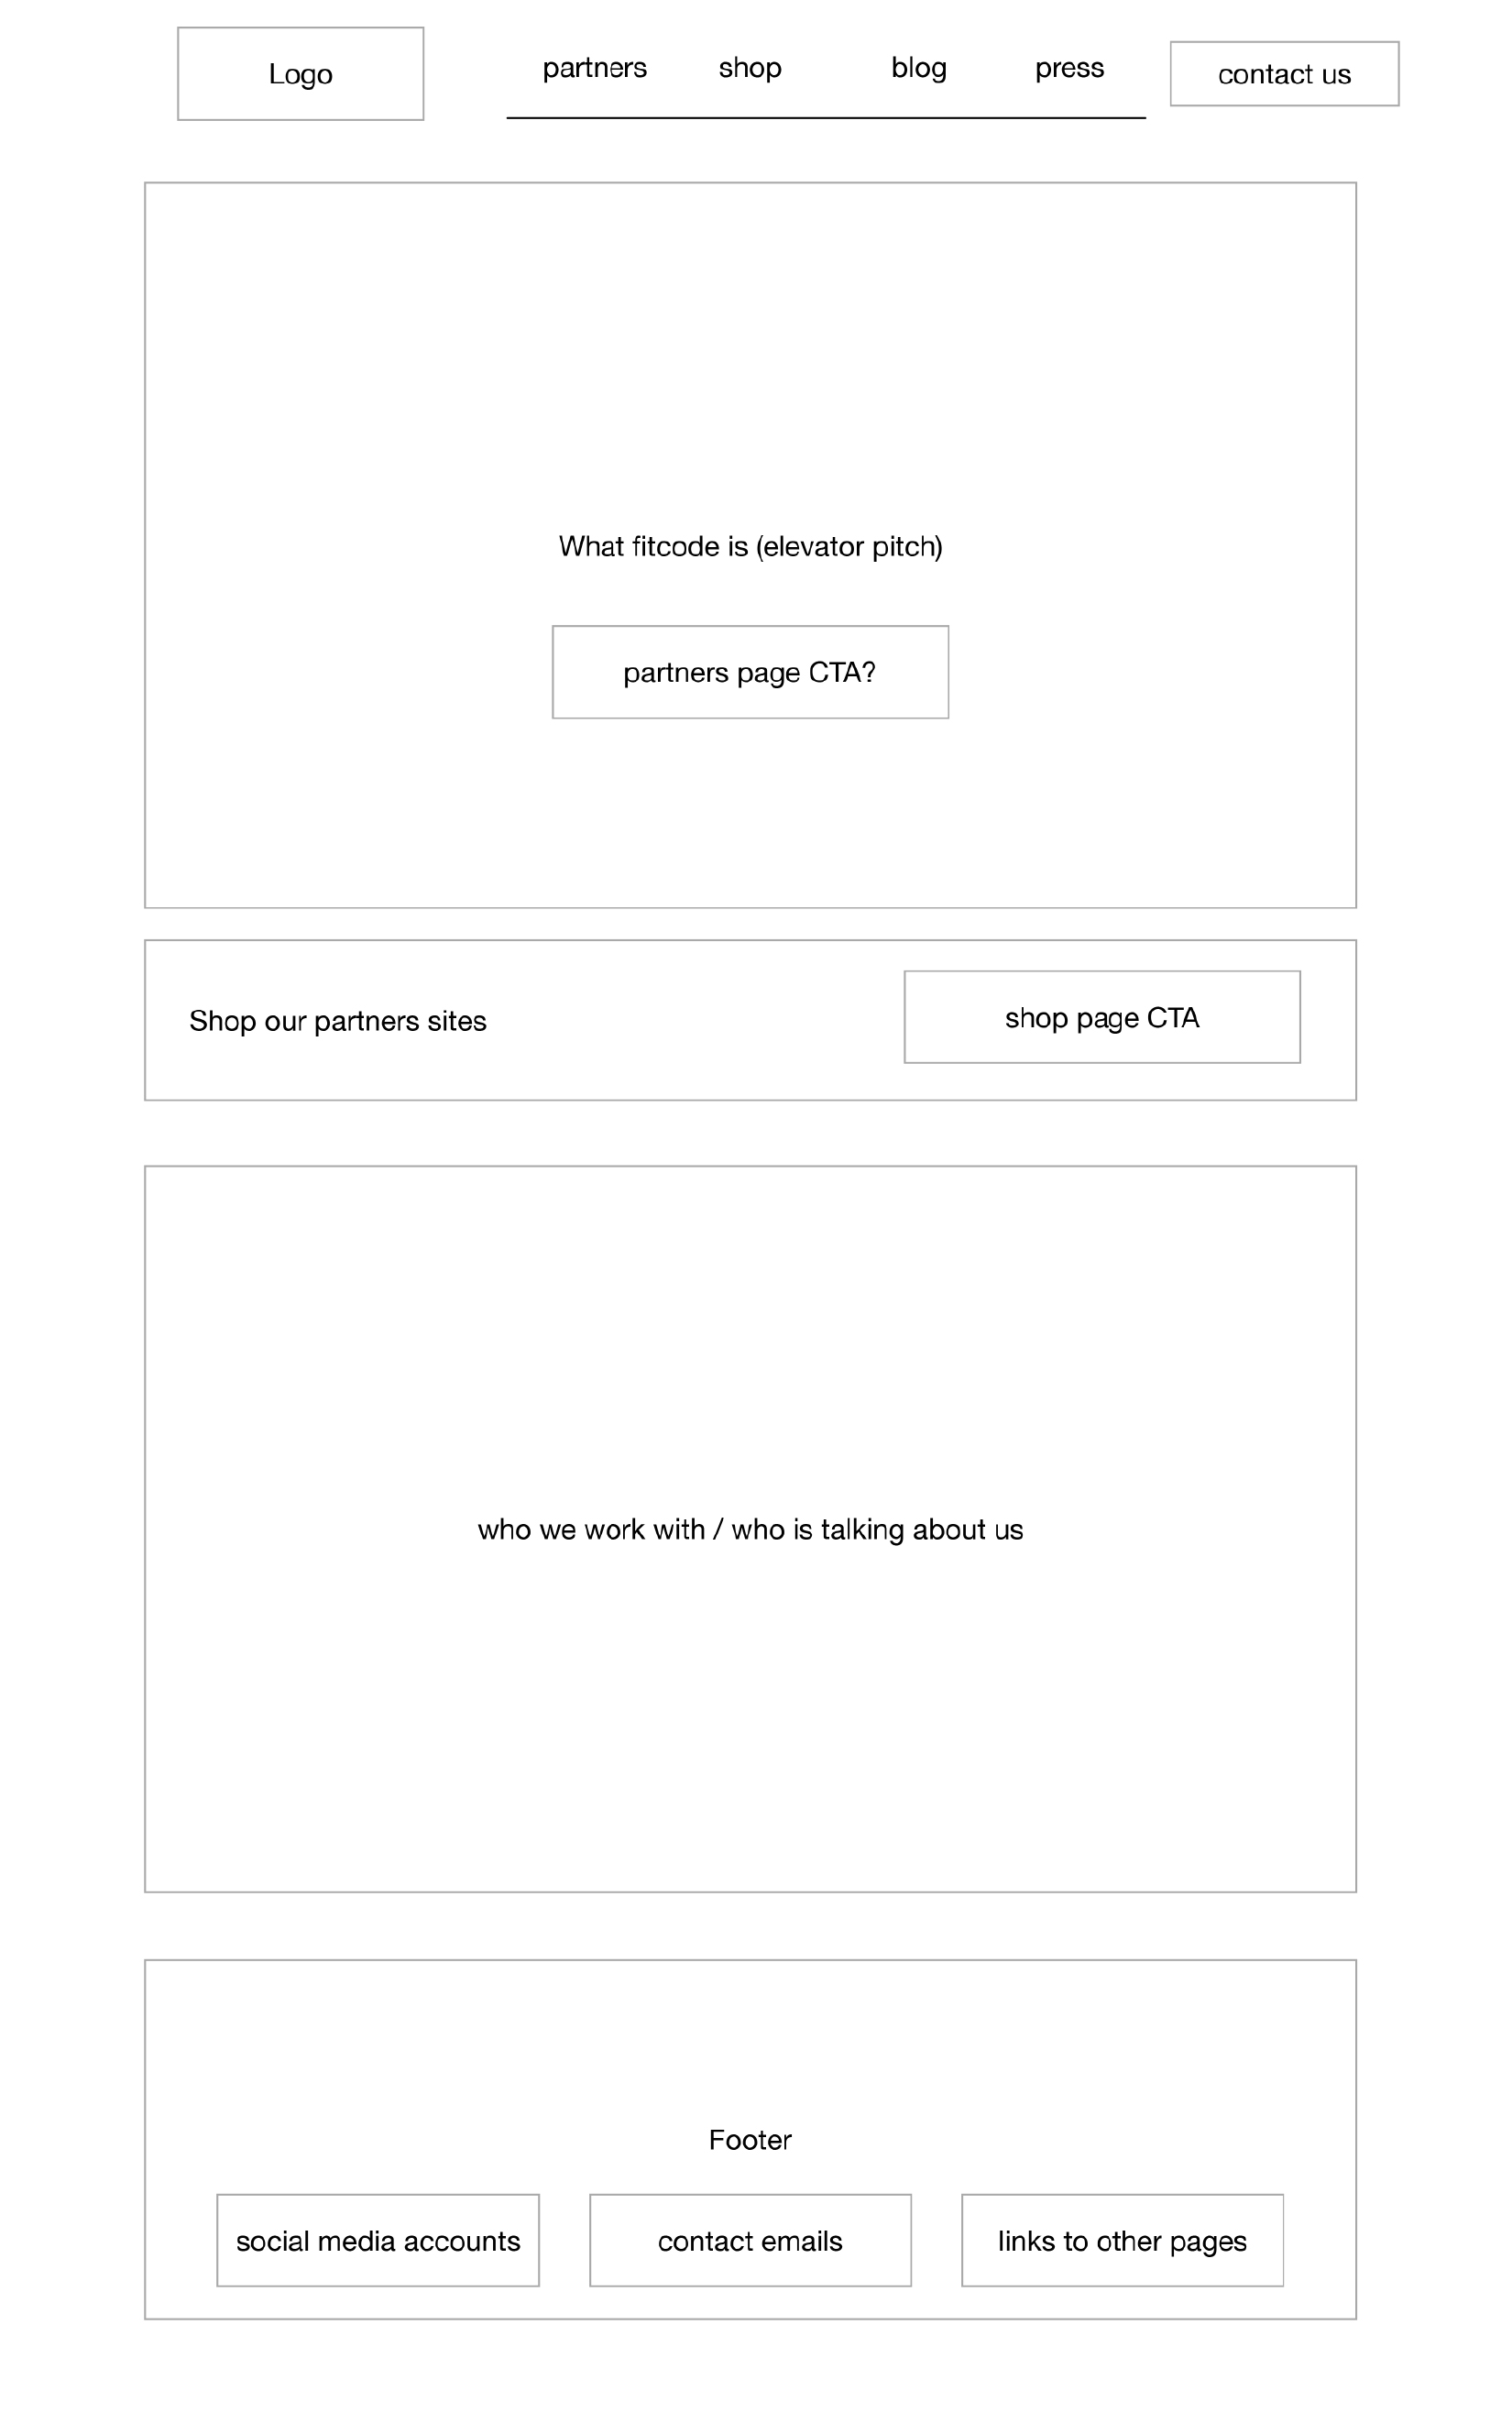 Logo
partners shop blog press
contact us
What fitcode is (elevator pitch)
partners page CTA?
Shop our partners sites
shop page CTA
who we work with / who is talking about us
Footer
social media accounts
contact emails
links to other pages